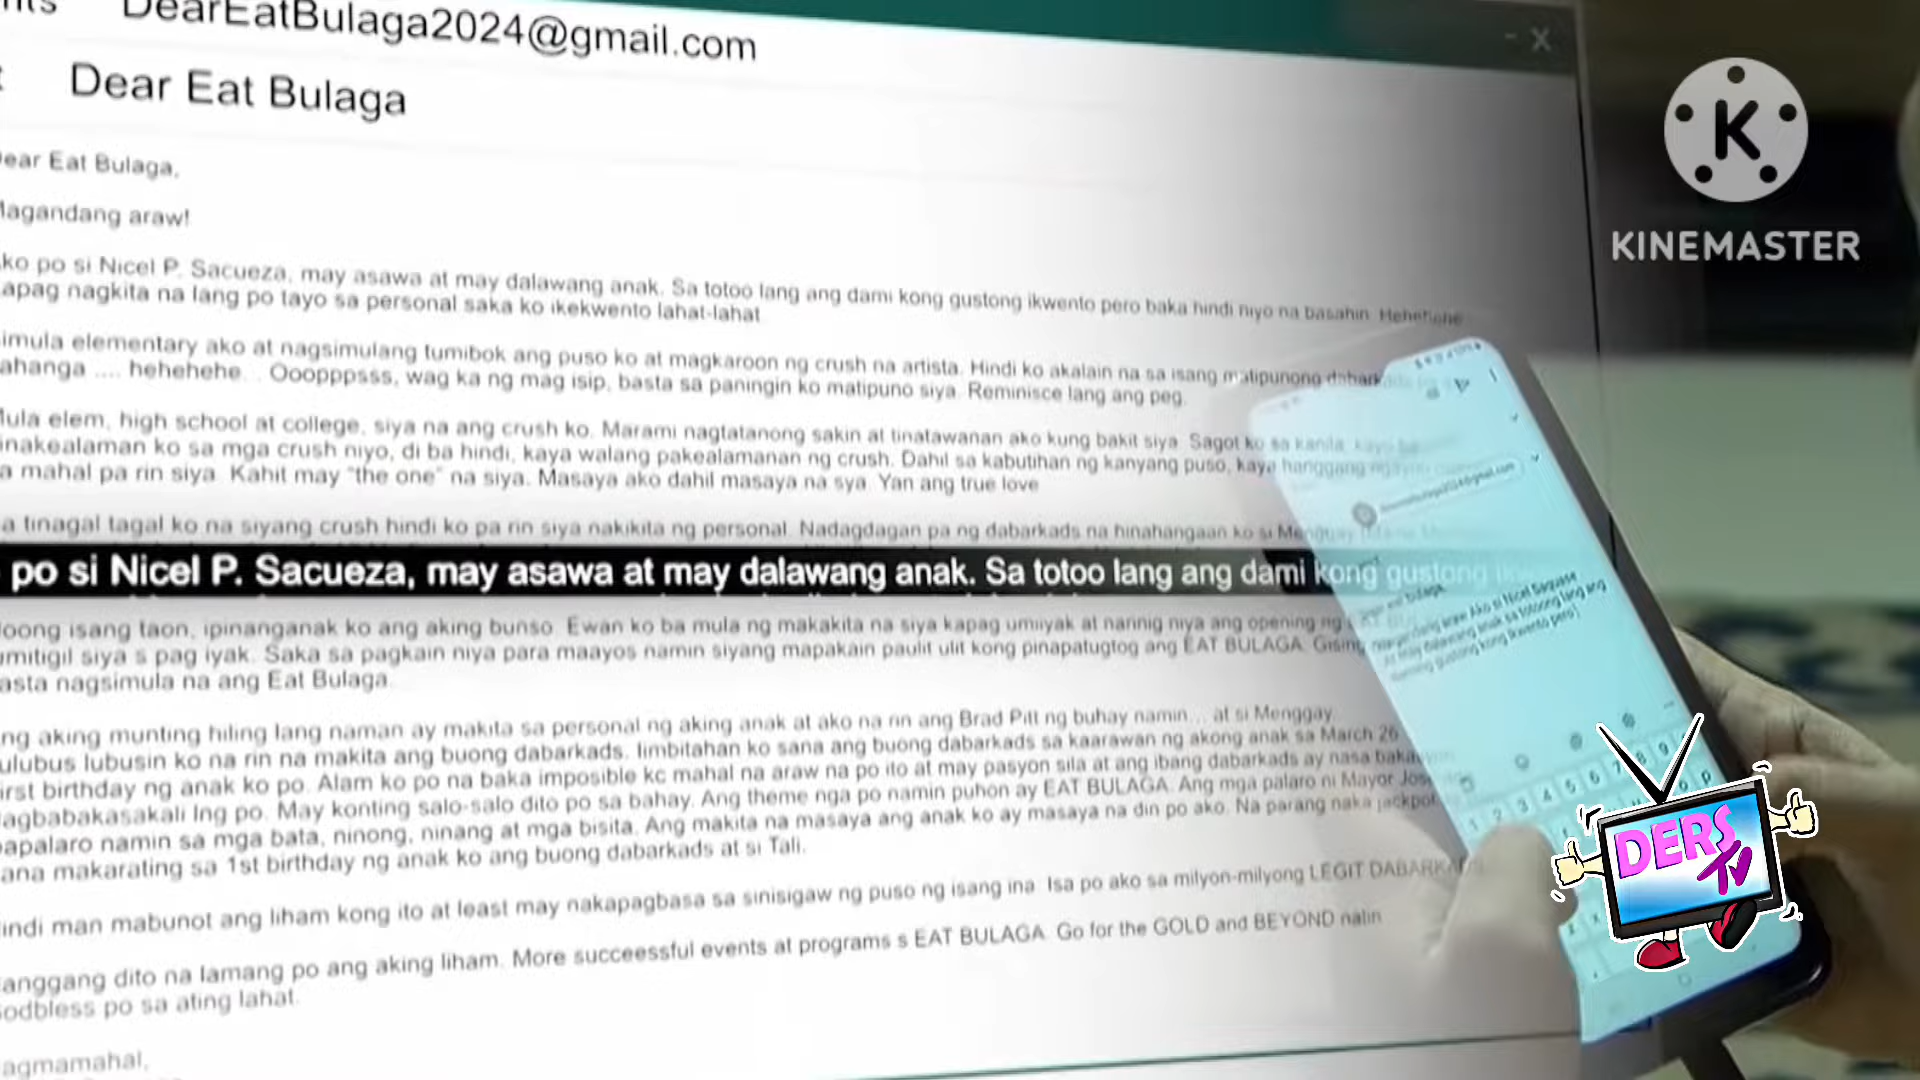 DearEatBulaga2024@gmail.com
Dear Eat Bulaga
ear Eat Bulaga,
agandang araw!
KINEMASTER
ko po si Nicel P. Sacueza, may asawa at may dalawang anak. Sa totoo lang ang dami kong gustong ikwento pero baka hindi niyo na basahin. Hehehehe
apag nagkita na lang po tayo sa personal saka ko ikekwento lahat-lahat
imula elementary ako at nagsimulang tumibok ang puso ko at magkaroon ng crush na artista. Hindi ko akalain na sa isang matipunong dabark
ahanga .... hehehehe. . Ooopppsss, wag ka ng mag isip, basta sa paningin ko matipuno siya. Reminisce lang ang peg.
ula elem, high school at college, siya na ang crush ko. Marami nagtatanong sakin at tinatawanan ako kung bakit siya. Sagot ko sa kanila,
inakealaman ko sa mga crush niyo, di ba hindi, kaya walang pakealamanan ng crush. Dahil sa kabutihan ng kanyang puso, kaya hanggang
a mahal pa rin siya. Kahit may "the one" na siya. Masaya ako dahil masaya na sya. Yan ang true love
a tinagal tagal ko na siyang crush hindi ko pa rin siya nakikita ng personal. Nadagdagan pa ng dabarkads na hinahangaan ko si
po si Nicel P. Sacueza, may asawa at may dalawang anak. Sa totoo lang ang dami kong gustong
oong isang taon, ipinanganak ko ang aking bunso. Ewan ko ba mula ng makakita na siya kapag umiiyak at narinig niya ang opening ng
umitigil siya s pag iyak. Saka sa pagkain niya para maayos namin siyang mapakain paulit ulit kong pinapatugtog ang EAT BULAGA. Gising
asta nagsimula na ang Eat Bulaga.
ng aking munting hiling lang naman ay makita sa personal ng aking anak at ako na rin ang Brad Pitt ng buhay namin... at si Menggay.
ulubus lubusin ko na rin na makita ang buong dabarkads. Iimbitahan ko sana ang buong dabarkads sa kaarawan ng akong anak sa March 26
irst birthday ng anak ko po. Alam ko po na baka imposible kc mahal na araw na po ito at may pasyon sila at ang ibang dabarkads ay nasa
agbabakasakali lng po. May konting salo-salo dito po sa bahay. Ang theme nga po namin puhon ay EAT BULAGA. Ang mga palaro ni Mayor Jos
apalaro namin sa mga bata, ninong, ninang at mga bisita. Ang makita na masaya ang anak ko ay masaya na din po ako. Na parang naka jackpo
ana makarating sa 1st birthday ng anak ko ang buong dabarkads at si Tali.
indi man mabunot ang liham kong ito at least may nakapagbasa sa sinisigaw ng puso ng isang ina. Isa po ako sa milyon-milyong LEGIT DABARKA
anggang dito na lamang po ang aking liham. More succeessful events at programs s EAT BULAGA. Go for the GOLD and BEYOND natin
odbless po sa ating lahat.
agmamahal,
DERS
TV